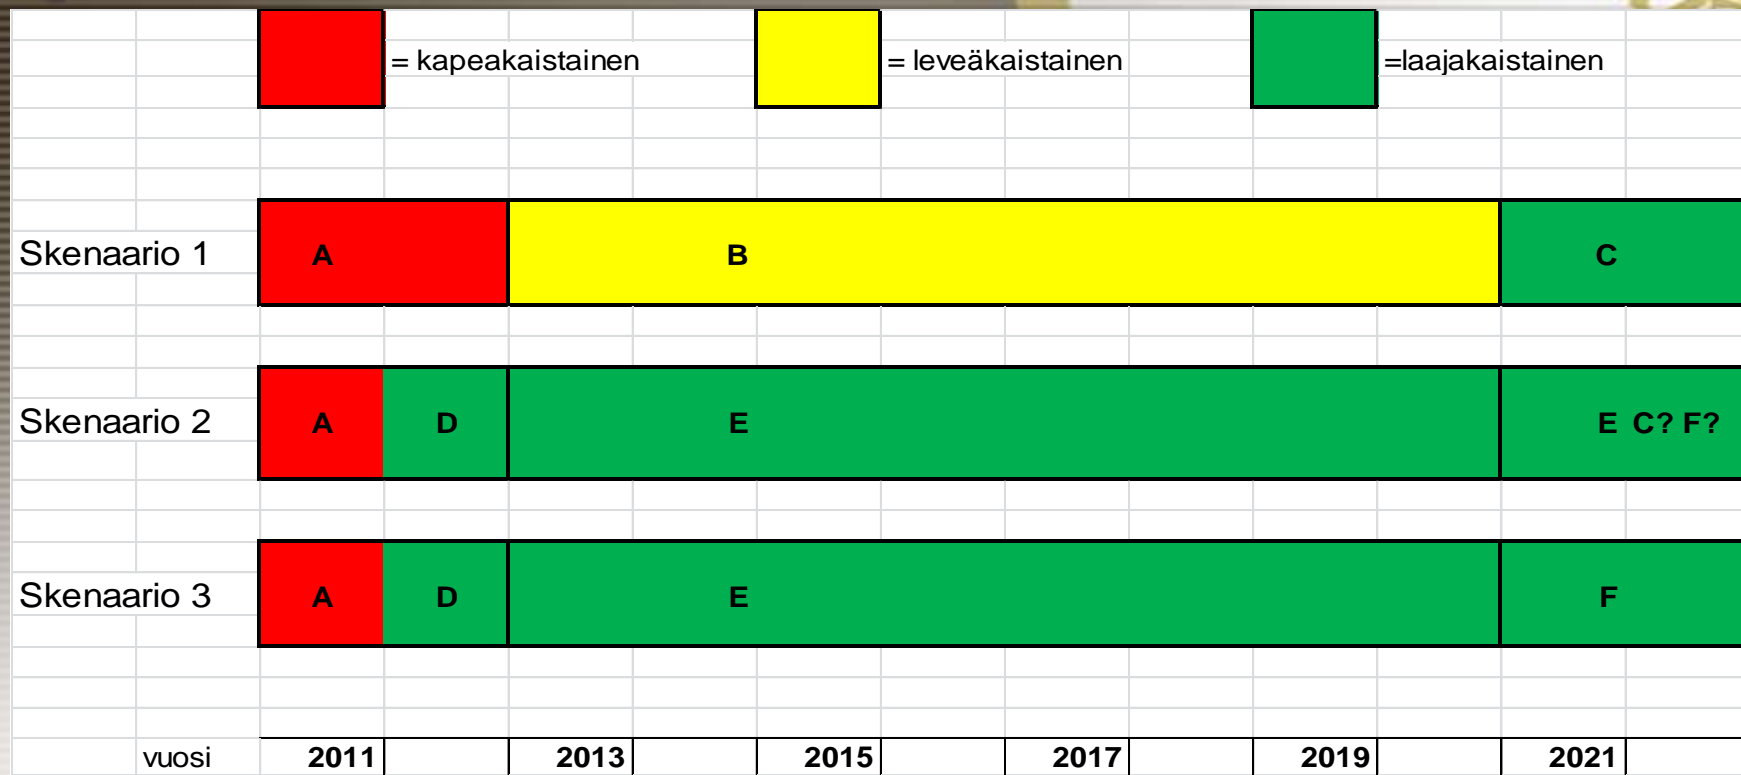 = kapeakaistainen = leveäkaistainen =laajakaistainen
Skenaario 1 A B C
Skenaario 2 A D E E C? F?
Skenaario 3 A D E F
vuosi 2011 2013 2015 2017 2019 2021